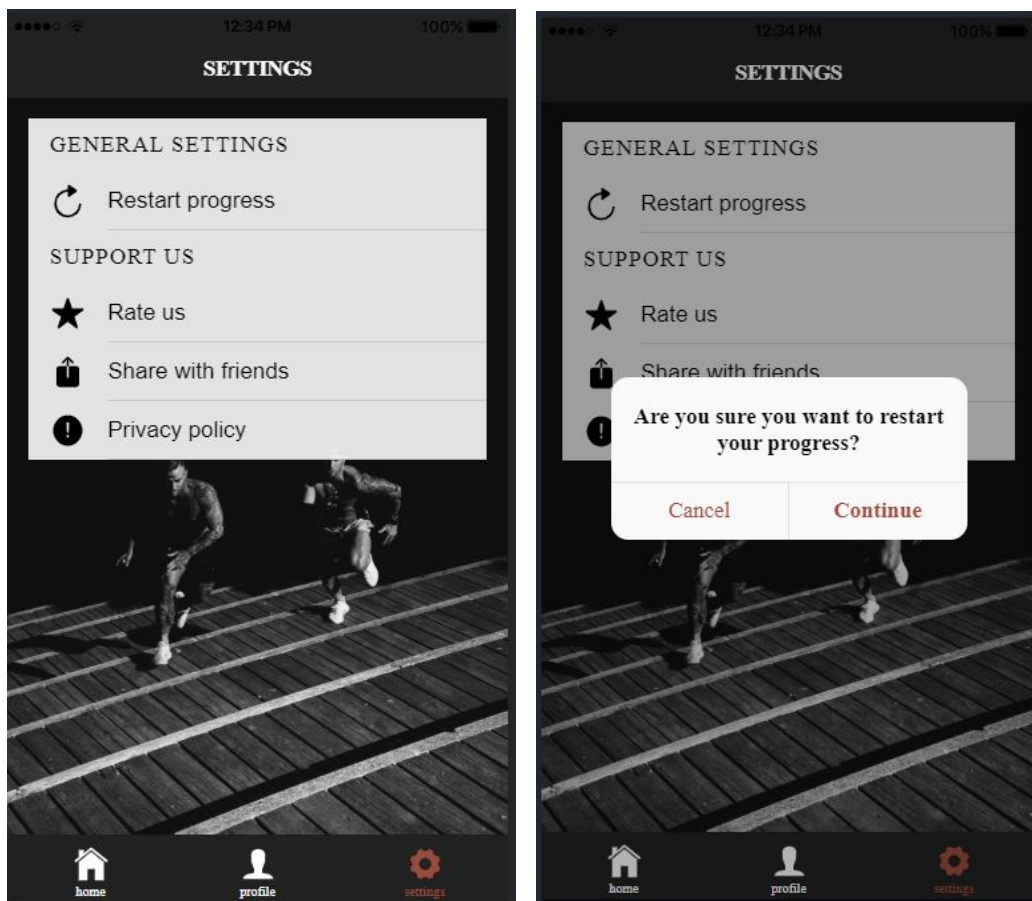 12:34 PM 100%
SETTINGS
GENERAL SETTINGS
Restart progress
SUPPORT US
Rate us
Share with friends
Privacy policy
home profile settings
12:34 PM 100%
SETTINGS
GENERAL SETTINGS
Restart progress
SUPPORT US
Rate us
Share with friends
Are you sure you want to restart
your progress?
Cancel Continue
home profile settings